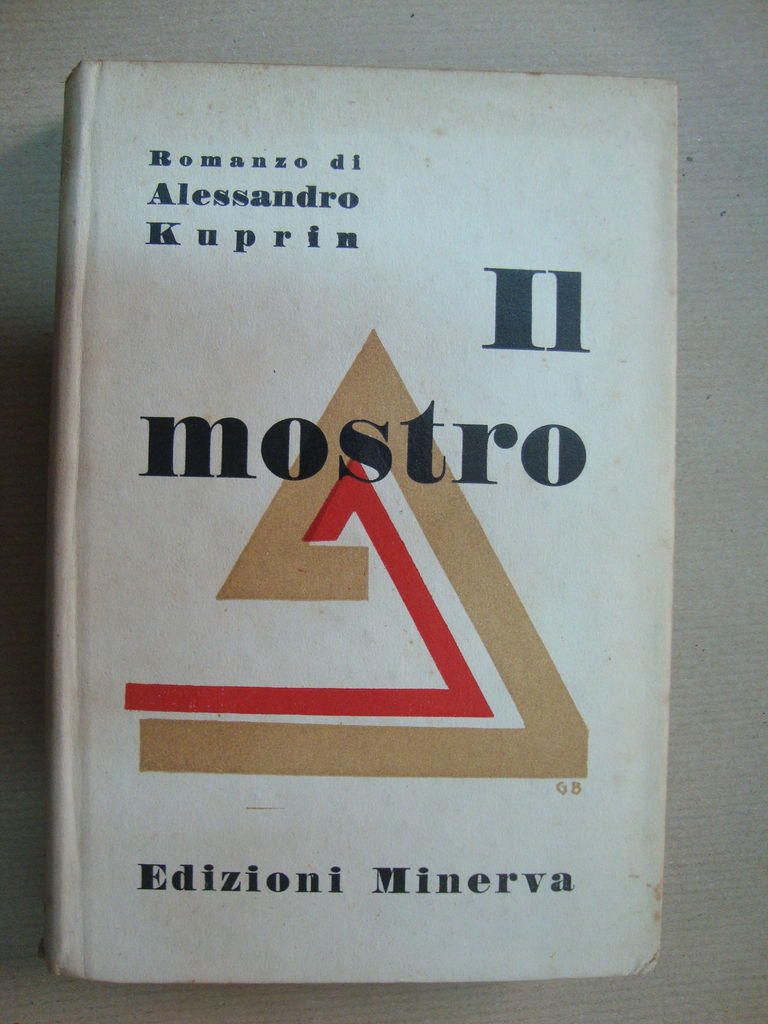 Romanzo di
Alessandro
Kuprin
Il
mostro
GB
Edizioni Minerva